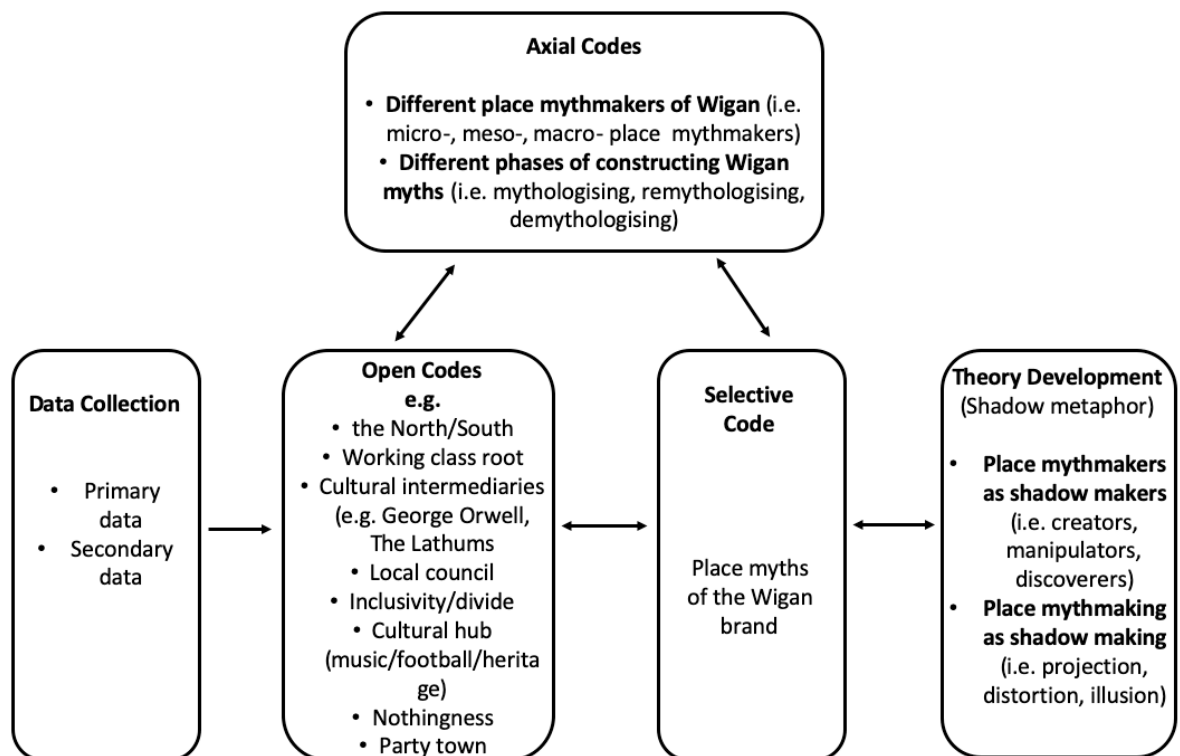 Axial Codes
• Different place mythmakers of Wigan (i.e.
micro-, meso-, macro- place mythmakers)
• Different phases of constructing Wigan
myths (i.e. mythologising, remythologising,
demythologising)
Data Collection
• Primary
data
• Secondary
data
Open Codes
e.g.
• the North/South
• Working class root
• Cultural intermediaries
(e.g. George Orwell,
The Lathums
• Local council
• Inclusivity/divide
• Cultural hub
(music/football/herita
ge)
• Nothingness
• Party town
Selective
Code
Place myths
of the Wigan
brand
Theory Development
(Shadow metaphor)
• Place mythmakers
as shadow makers
(i.e. creators,
manipulators,
discoverers)
• Place mythmaking
as shadow making
(i.e. projection,
distortion, illusion)